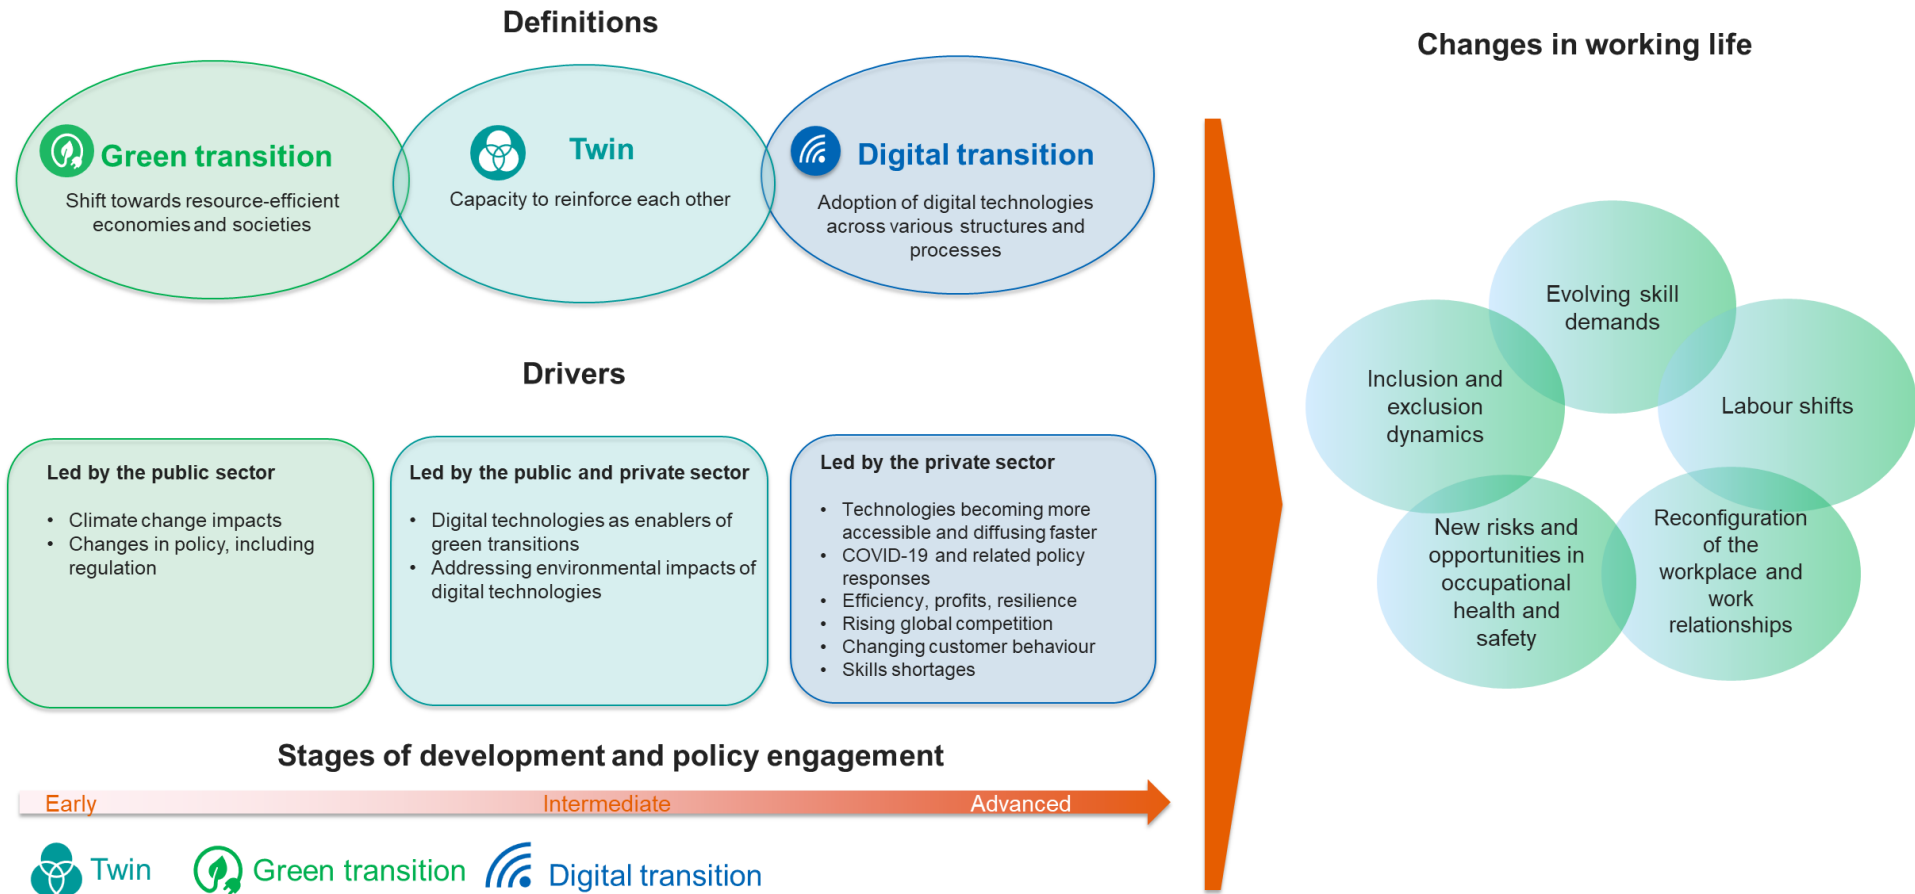 Definitions
Green transition
Shift towards resource-efficient
economies and societies
Twin
Capacity to reinforce each other
Digital transition
Adoption of digital technologies
across various structures and
processes
Drivers
Led by the public sector
• Climate change impacts
• Changes in policy, including
regulation
Led by the public and private sector
• Digital technologies as enablers of
green transitions
• Addressing environmental impacts of
digital technologies
Led by the private sector
• Technologies becoming more
accessible and diffusing faster
• COVID-19 and related policy
responses
• Efficiency, profits, resilience
• Rising global competition
• Changing customer behaviour
• Skills shortages
Stages of development and policy engagement
Early
Intermediate
Advanced
Twin
Green transition
Digital transition
Changes in working life
Evolving skill
demands
Labour shifts
Reconfiguration
of the
workplace and
work
relationships
New risks and
opportunities in
occupational
health and
safety
Inclusion and
exclusion
dynamics